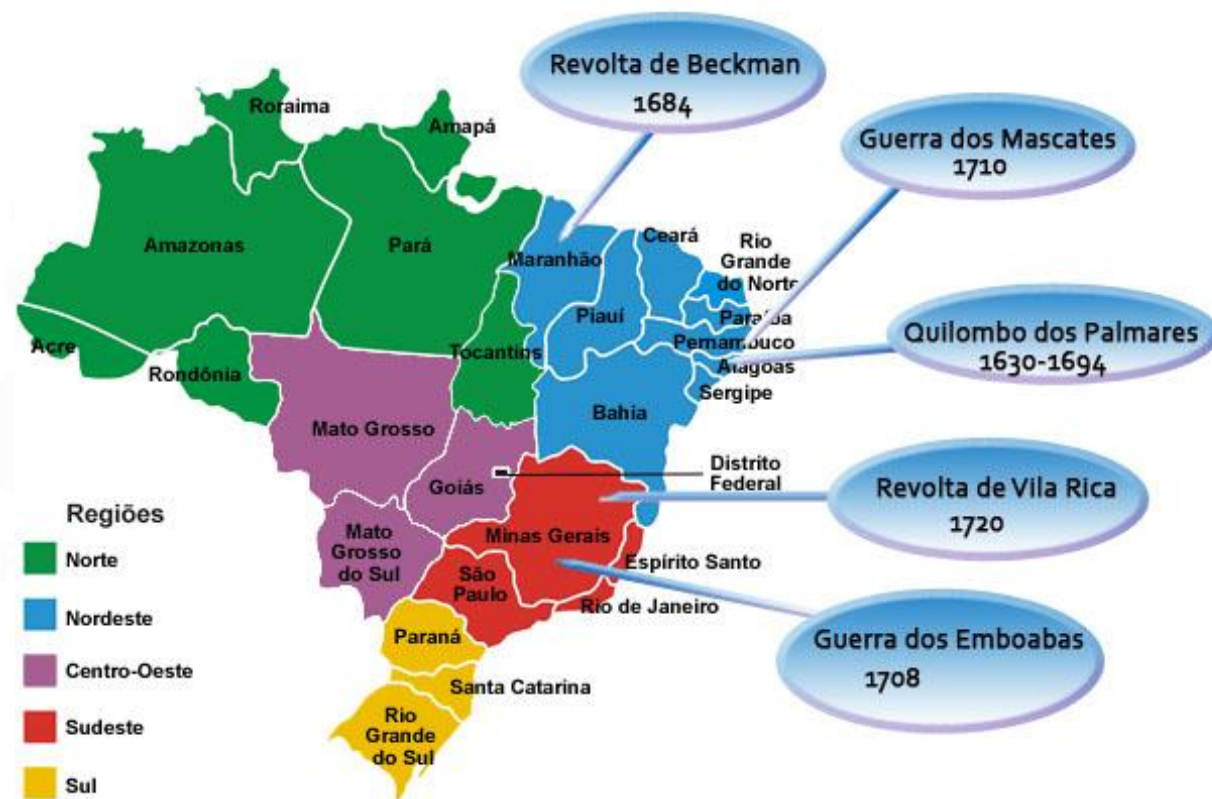 Revolta de Beckman
1684
Guerra dos Mascates
1710
Quilombo dos Palmares
1630-1694
Revolta de Vila Rica
1720
Guerra dos Emboabas
1708
Roraima
Amapá
Amazonas
Pará
Acre
Rondônia
Tocantins
Maranhão
Piauí
Ceará
Rio
Grande
do Norte
Paraíba
Pernambuco
Alagoas
Sergipe
Bahia
Mato Grosso
Goiás
Distrito
Federal
Mato
Grosso
do Sul
Minas Gerais
Espírito Santo
São
Paulo
Rio de Janeiro
Paraná
Santa Catarina
Rio
Grande
do Sul
Regiões
Norte
Nordeste
Centro-Oeste
Sudeste
Sul